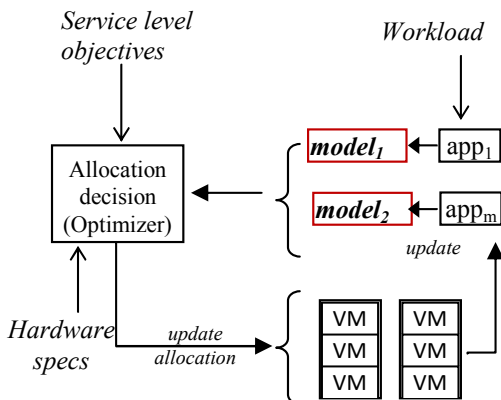 Service level
objectives
Workload
model₁
app₁
Allocation
decision
(Optimizer)
model₂
appₘ
update
Hardware
specs
update
allocation
VM
VM
VM
VM
VM
VM